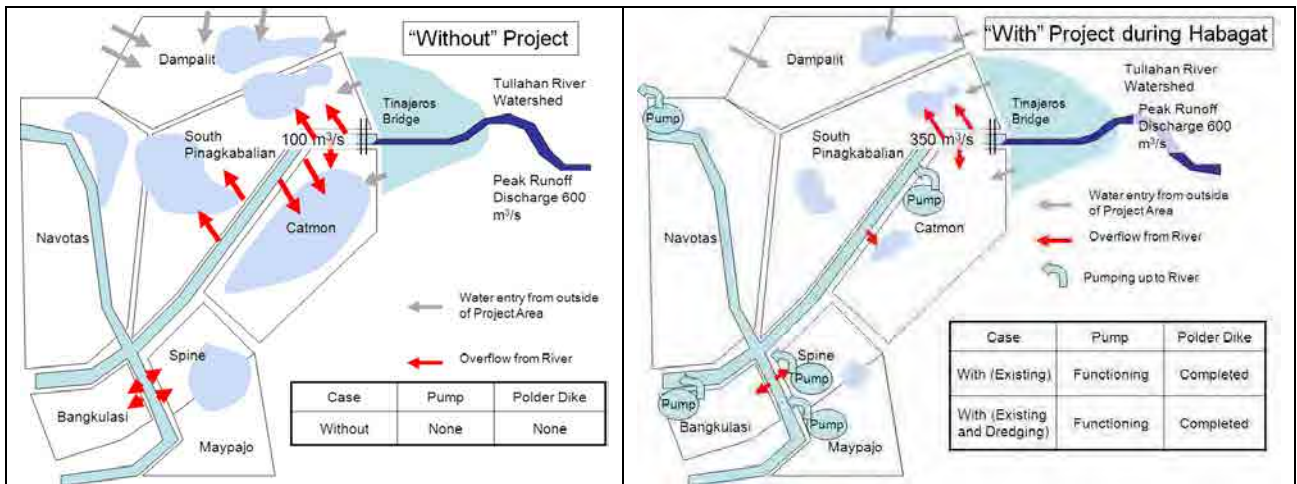 "Without" Project
Dampalit
Tullahan River
Watershed
Tinajeros
Bridge
South
Pinagkabalian
100 m³/s
Peak Runoff
Discharge 600
m³/s
Navotas
Catmon
Water entry from outside
of Project Area
Spine
Overflow from River
Bangkulasi
Maypajo
Case Pump Polder Dike
Without None None
"With" Project during Habagat
Dampalit
Tullahan River
Watershed
Pump
Tinajeros
Bridge
Peak Runoff
Discharge 600
m³/s
South
Pinagkabalian
350 m³/s
Pump
Water entry from outside
of Project Area
Navotas
Catmon
Overflow from River
Pumping up to River
Spine
Pump
Pump
Bangkulasi
Pump
Maypajo
Case Pump Polder Dike
With (Existing) Functioning Completed
With (Existing
and Dredging) Functioning Completed